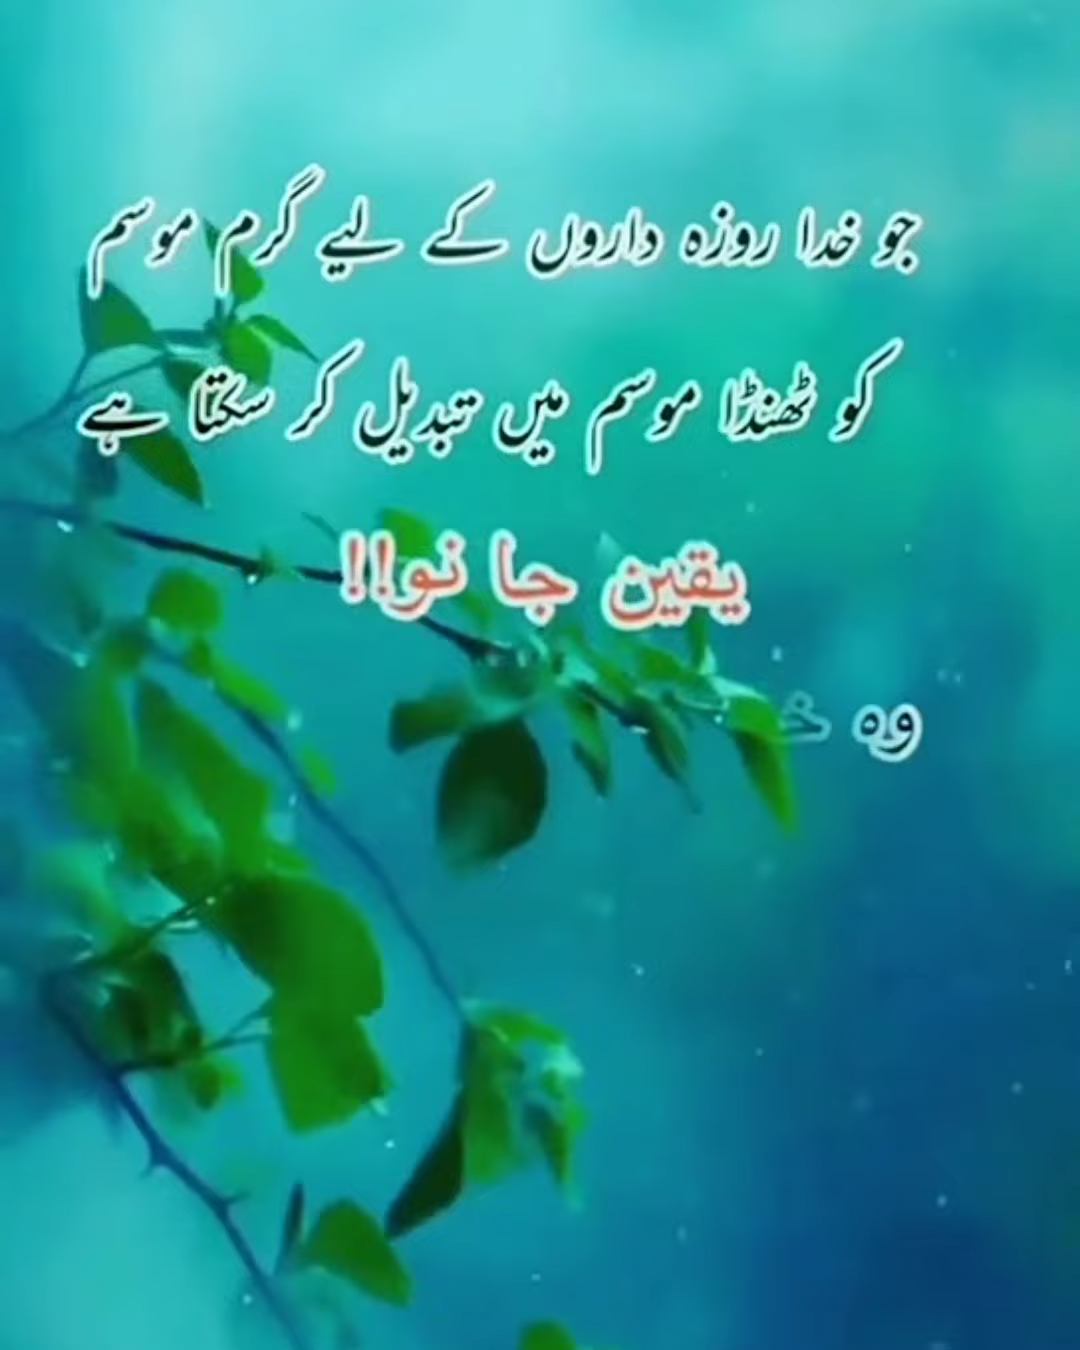 جو خدا روزہ داروں کے لیے گرم موسم
کو ٹھنڈا موسم میں تبدیل کر سکتا ہے
یقین جا نو!!
وہ